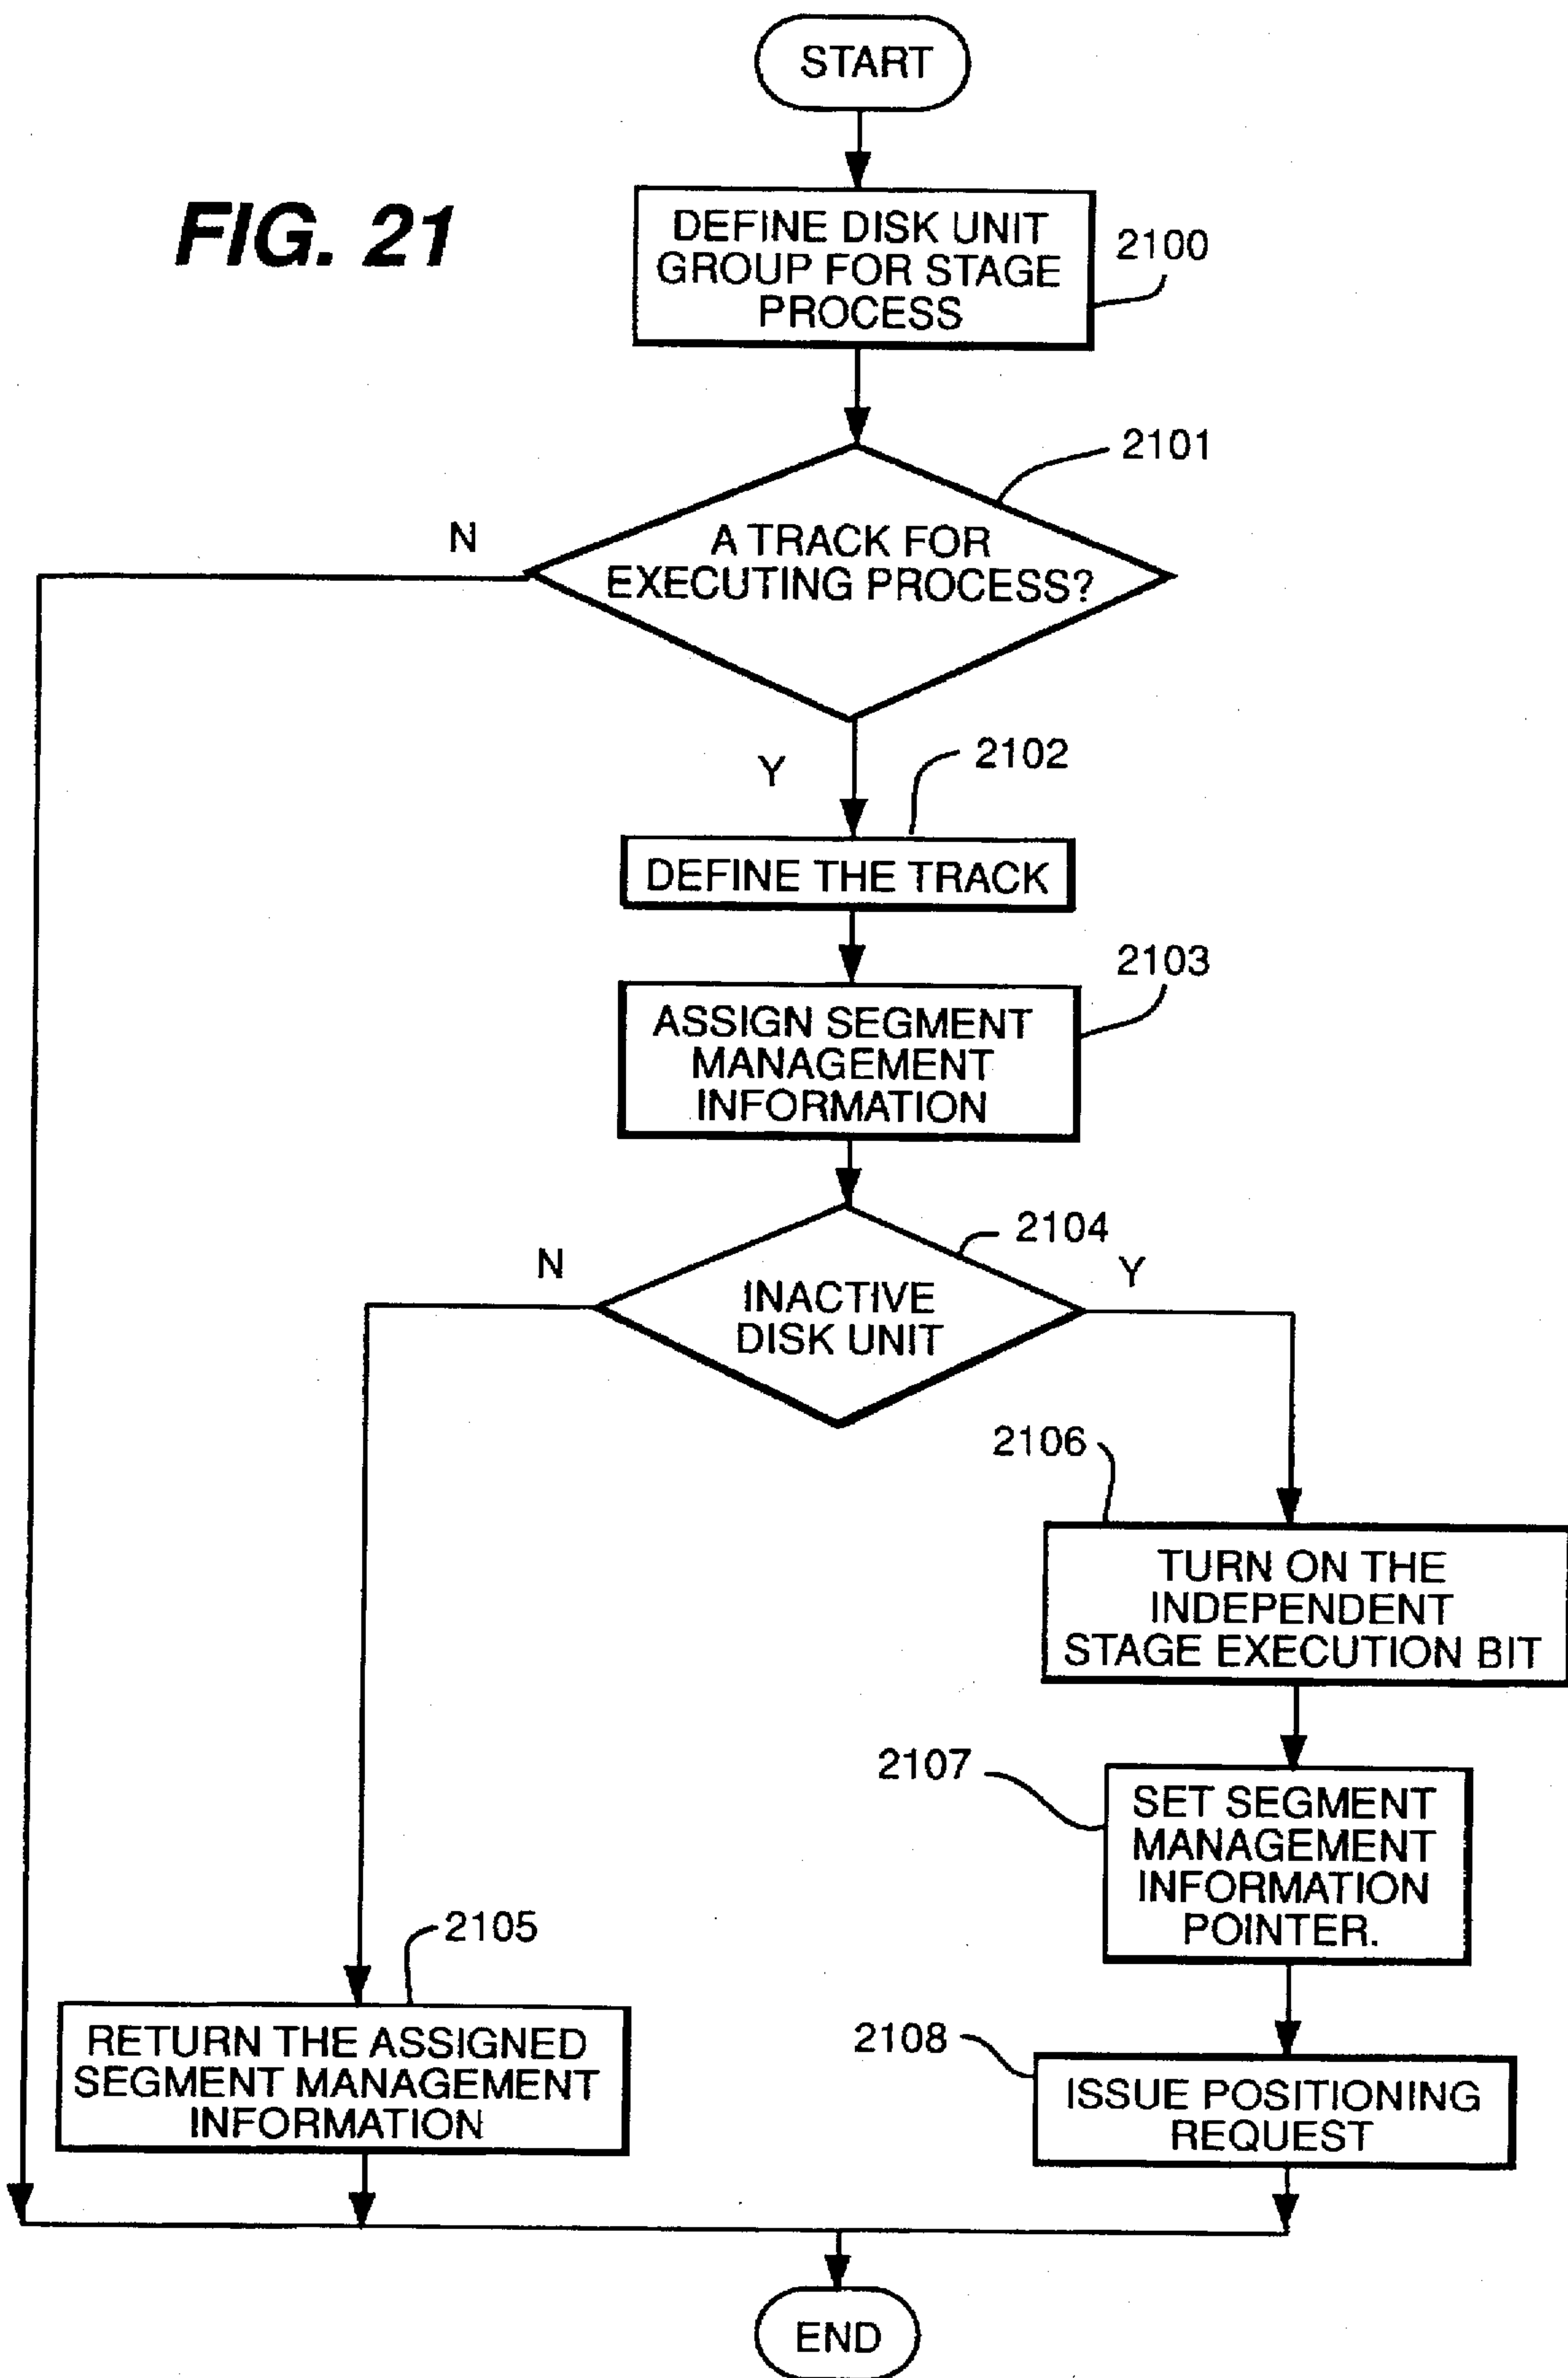 START
FIG. 21
DEFINE DISK UNIT
GROUP FOR STAGE
PROCESS
2100
2101
A TRACK FOR
EXECUTING PROCESS?
N
Y
2102
DEFINE THE TRACK
2103
ASSIGN SEGMENT
MANAGEMENT
INFORMATION
2104
N
Y
INACTIVE
DISK UNIT
2106
TURN ON THE
INDEPENDENT
STAGE EXECUTION BIT
2107
SET SEGMENT
MANAGEMENT
INFORMATION
POINTER.
2105
RETURN THE ASSIGNED
SEGMENT MANAGEMENT
INFORMATION
2108
ISSUE POSITIONING
REQUEST
END